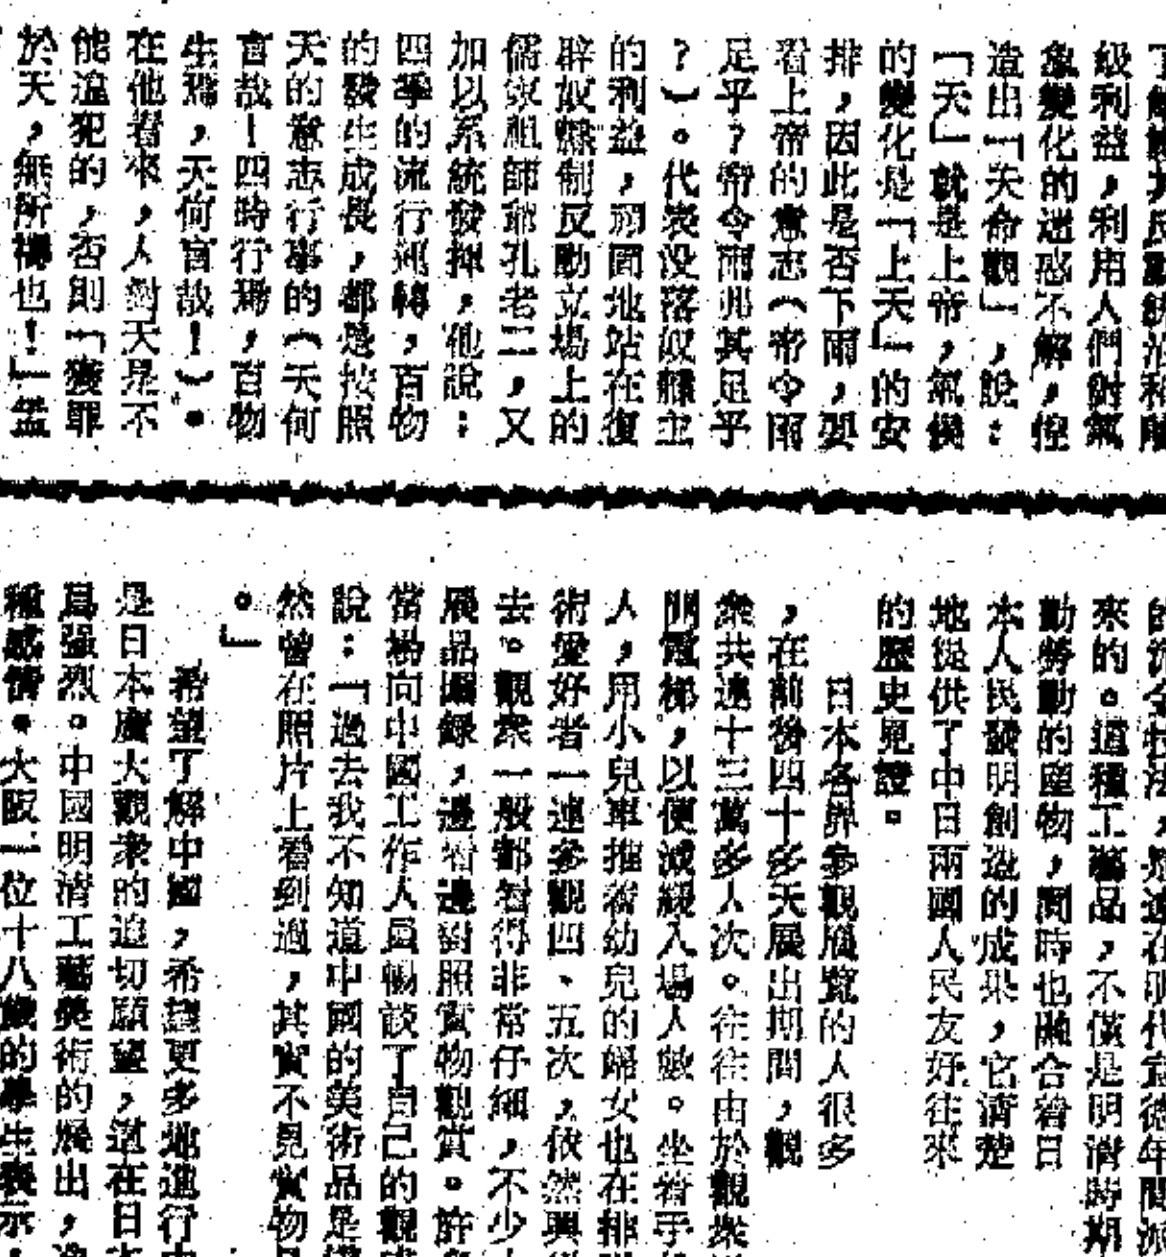 級利益，利用人們對氣
象變化的迷惑不解，捏
造出「天命觀」，說：
「天」就是上帝，氣候
的變化是「上天」的安
排，因此是否下雨，要
看上帝的意志（帝令雨
足乎？帝令雨弗其足乎
？）。代表没落奴隸主
的利益，頑固地站在復
辟奴隸制反動立場上的
儒家祖師爺孔老二，又
加以系統發揮，他說：
四季的流行運轉，百物
的發生成長，都是按照
天的意志行事的（天何
言哉！四時行焉，百物
生焉，天何言哉！）。
在他看來，人對天是不
能違犯的，否則「獲罪
於天，無所禱也！」孟
來的。這種工藝品，不僅是明清時期
勤勞動的產物，同時也融合着日
本人民發明創造的成果，它清楚
地提供了中日兩國人民友好往來
的歷史見證。
日本各界參觀展覽的人很多
，在前後四十多天展出期間，觀
衆共達十三萬多人次。往往由於觀衆
開電梯，以便減緩入場人數。坐着手
人，用小兒車推着幼兒的婦女也在排
術愛好者一連參觀四、五次，依然興
去。觀衆一般都看得非常仔細，不少
展品圖錄，邊看邊對照實物觀賞。許
當場向中國工作人員暢談了自己的觀
說：「過去我不知道中國的美術品是
然曾在照片上看到過，其實不見實物
。」
希望了解中國，希望更多地進行
是日本廣大觀衆的迫切願望，這在日
爲强烈。中國明清工藝美術的展出，
種感情。大阪一位十八歲的學生表示